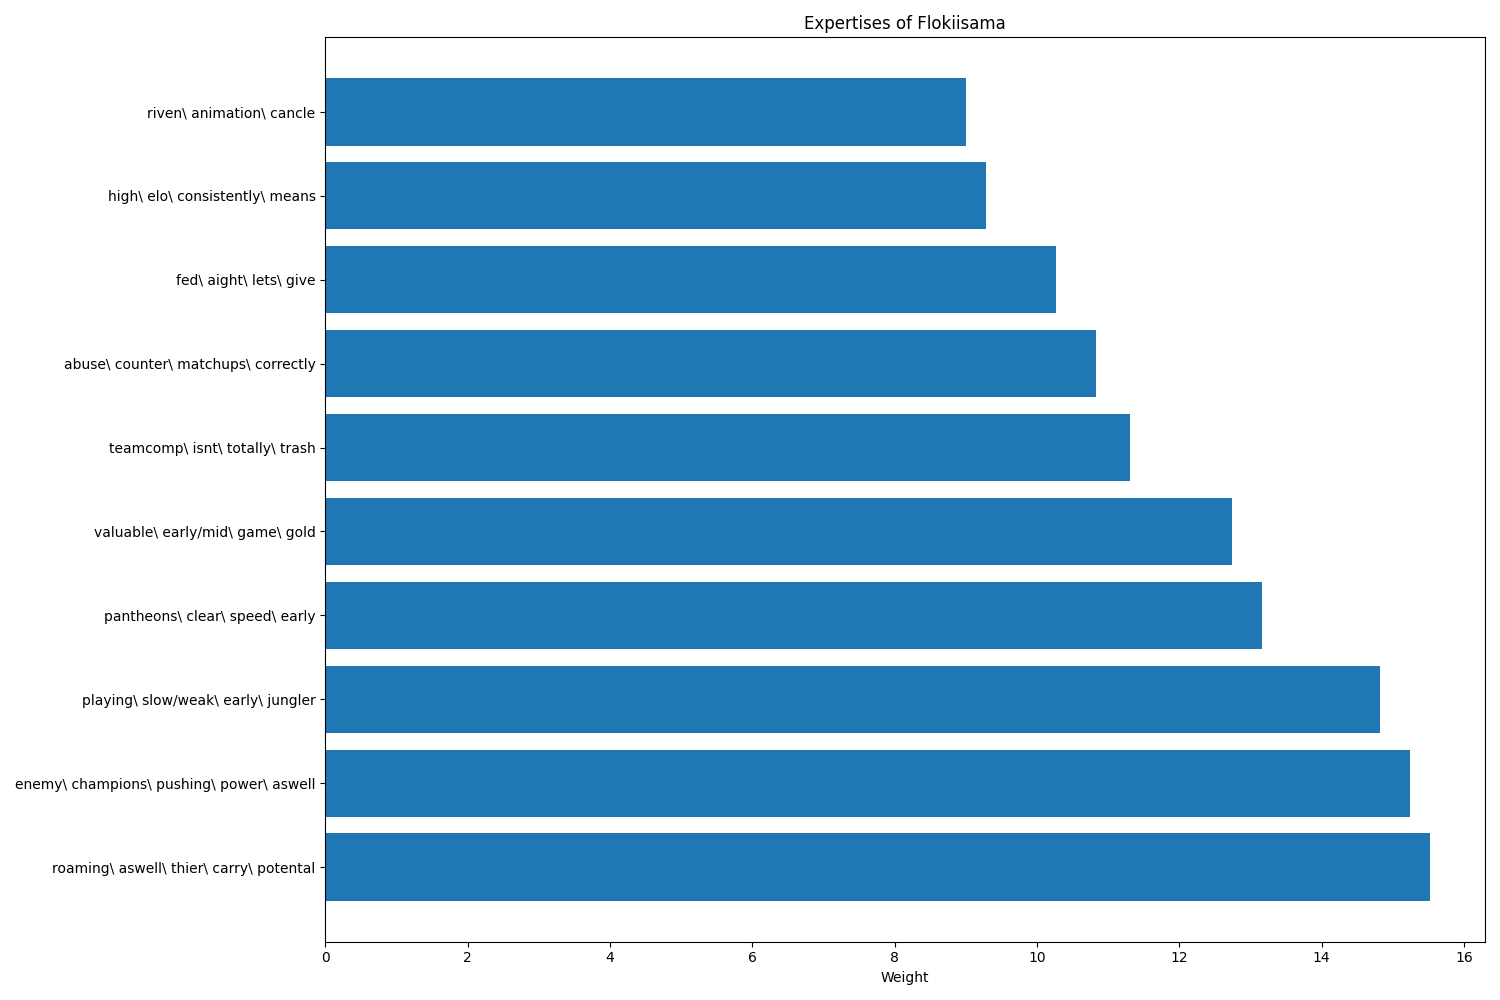 Expertises of Flokiisama
riven\ animation\ cancle
high\ elo\ consistently\ means
fed\ aight\ lets\ give
abuse\ counter\ matchups\ correctly
teamcomp\ isnt\ totally\ trash
valuable\ early/mid\ game\ gold
pantheons\ clear\ speed\ early
playing\ slow/weak\ early\ jungler
enemy\ champions\ pushing\ power\ aswell
roaming\ aswell\ thier\ carry\ potental
0 2 4 6 8 10 12 14 16
Weight